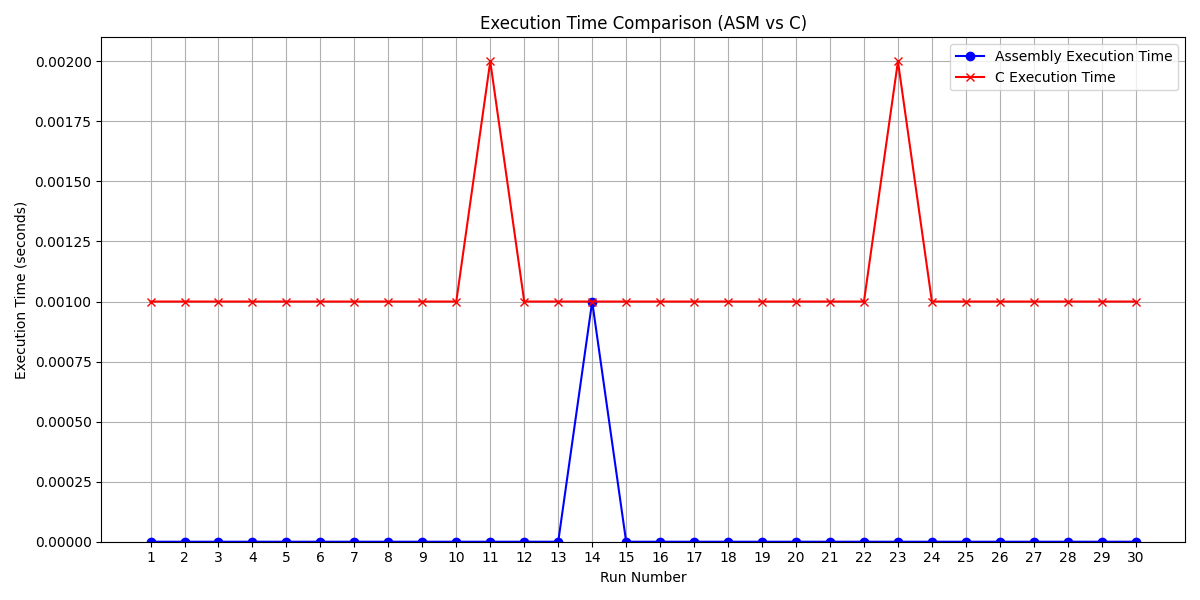 Execution Time Comparison (ASM vs C)
Assembly Execution Time
C Execution Time
Execution Time (seconds)
0.00200
0.00175
0.00150
0.00125
0.00100
0.00075
0.00050
0.00025
0.00000
1 2 3 4 5 6 7 8 9 10 11 12 13 14 15 16 17 18 19 20 21 22 23 24 25 26 27 28 29 30
Run Number